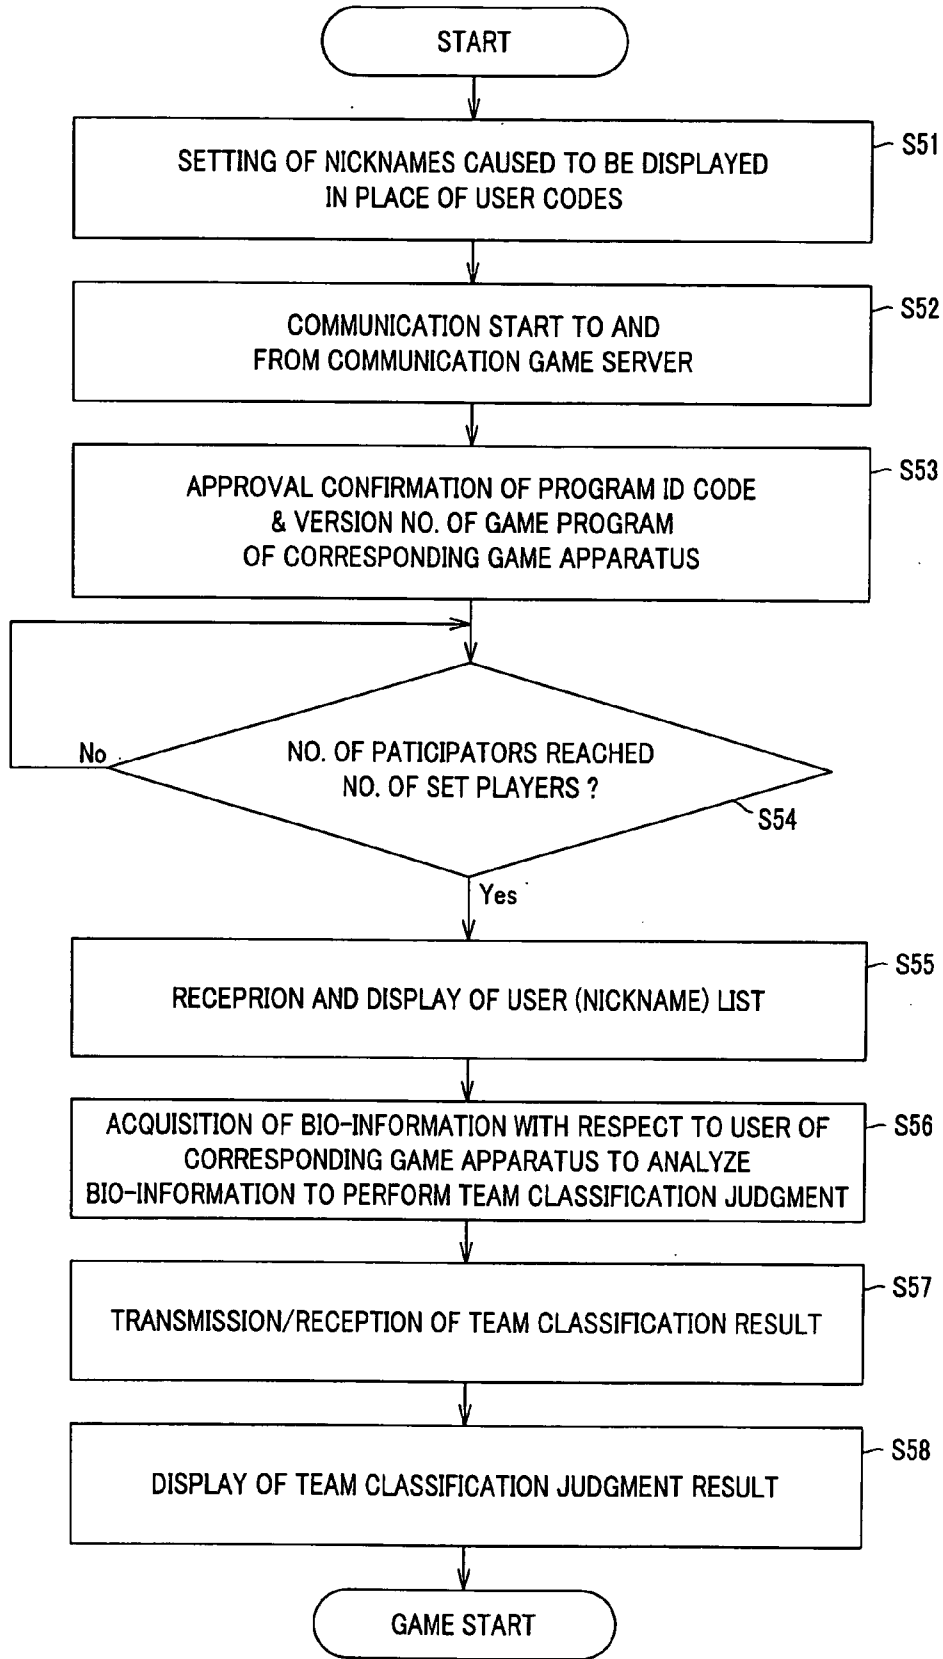 START
SETTING OF NICKNAMES CAUSED TO BE DISPLAYED
IN PLACE OF USER CODES
S51
COMMUNICATION START TO AND
FROM COMMUNICATION GAME SERVER
S52
APPROVAL CONFIRMATION OF PROGRAM ID CODE
& VERSION NO. OF GAME PROGRAM
OF CORRESPONDING GAME APPARATUS
S53
NO. OF PATICIPATORS REACHED
NO. OF SET PLAYERS ?
No
S54
Yes
RECEPRION AND DISPLAY OF USER (NICKNAME) LIST
S55
ACQUISITION OF BIO-INFORMATION WITH RESPECT TO USER OF
CORRESPONDING GAME APPARATUS TO ANALYZE
BIO-INFORMATION TO PERFORM TEAM CLASSIFICATION JUDGMENT
S56
TRANSMISSION/RECEPTION OF TEAM CLASSIFICATION RESULT
S57
DISPLAY OF TEAM CLASSIFICATION JUDGMENT RESULT
S58
GAME START